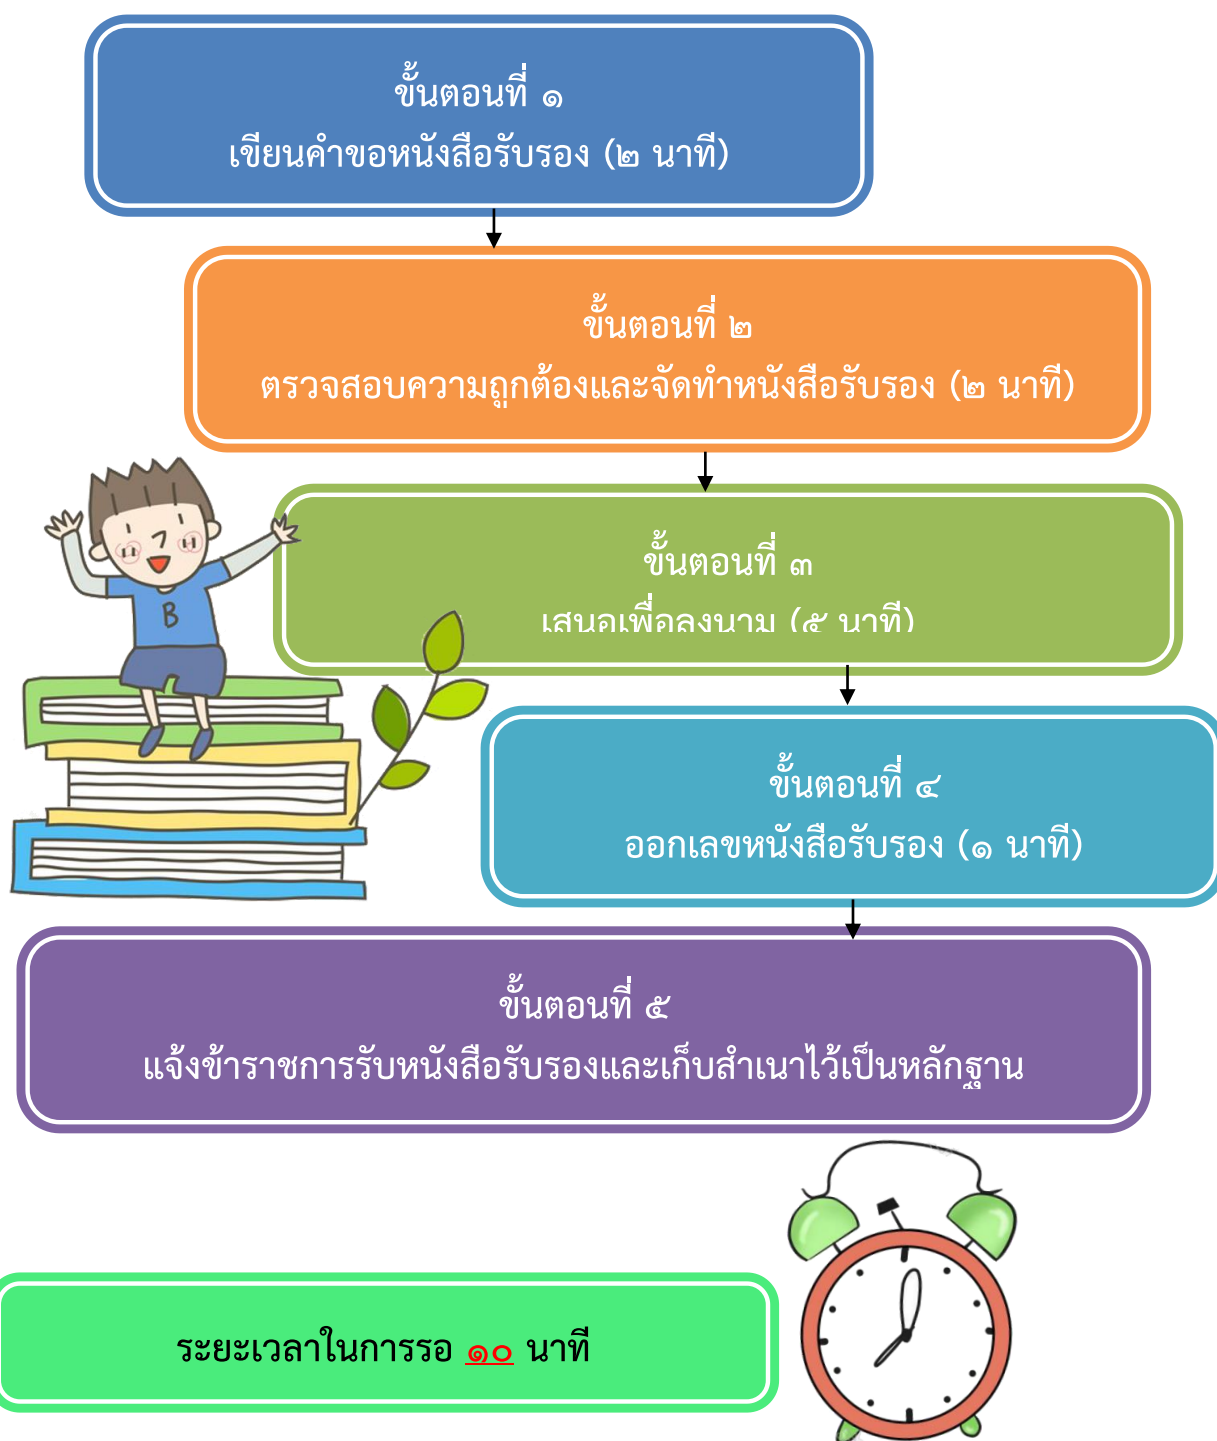 ขั้นตอนที่ ๑
เขียนคำขอหนังสือรับรอง (๒ นาที)
ขั้นตอนที่ ๒
ตรวจสอบความถูกต้องและจัดทำหนังสือรับรอง (๒ นาที)
ขั้นตอนที่ ๓
เสนอเพื่อลงนาม (๕ นาที)
B
ขั้นตอนที่ ๔
ออกเลขหนังสือรับรอง (๑ นาที)
ขั้นตอนที่ ๕
แจ้งข้าราชการรับหนังสือรับรองและเก็บสำเนาไว้เป็นหลักฐาน
ระยะเวลาในการรอ ๑๐ นาที